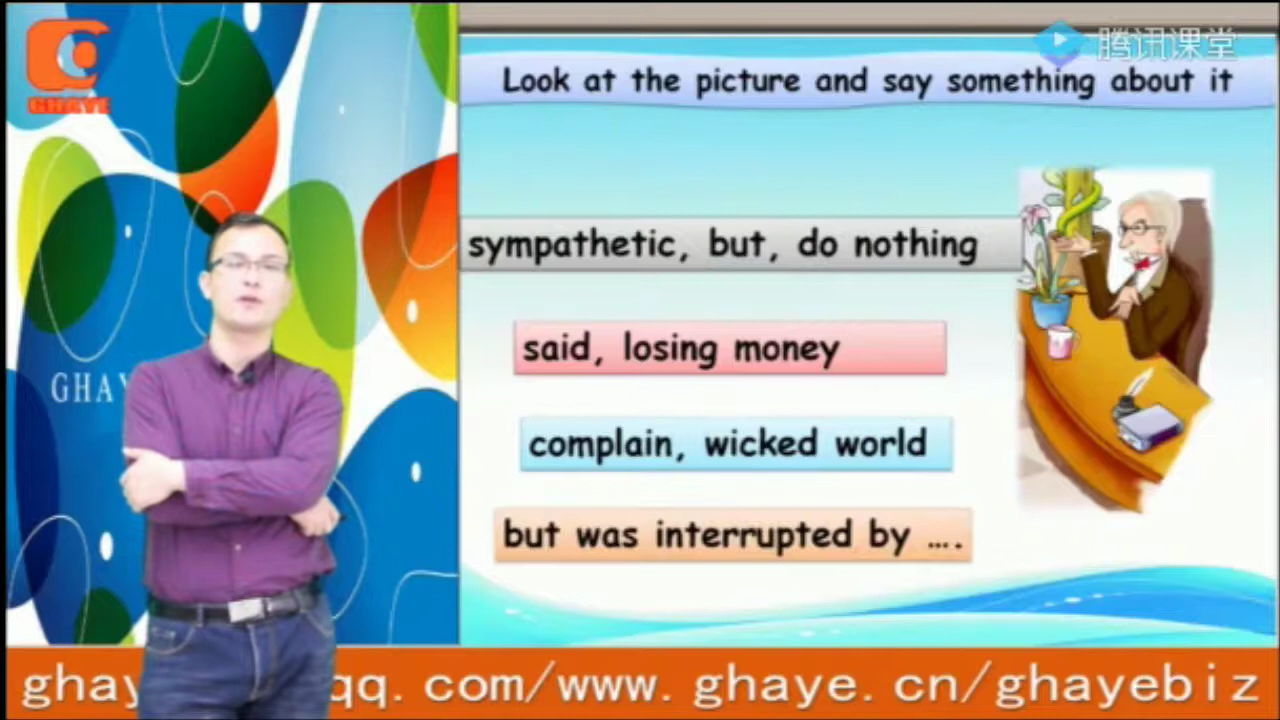 GHAYE
腾讯课堂
Look at the picture and say something about it
sympathetic, but, do nothing
said, losing money
complain, wicked world
but was interrupted by ….
GHAY
ghay qq. com/www. ghaye. cn/ghayebiz